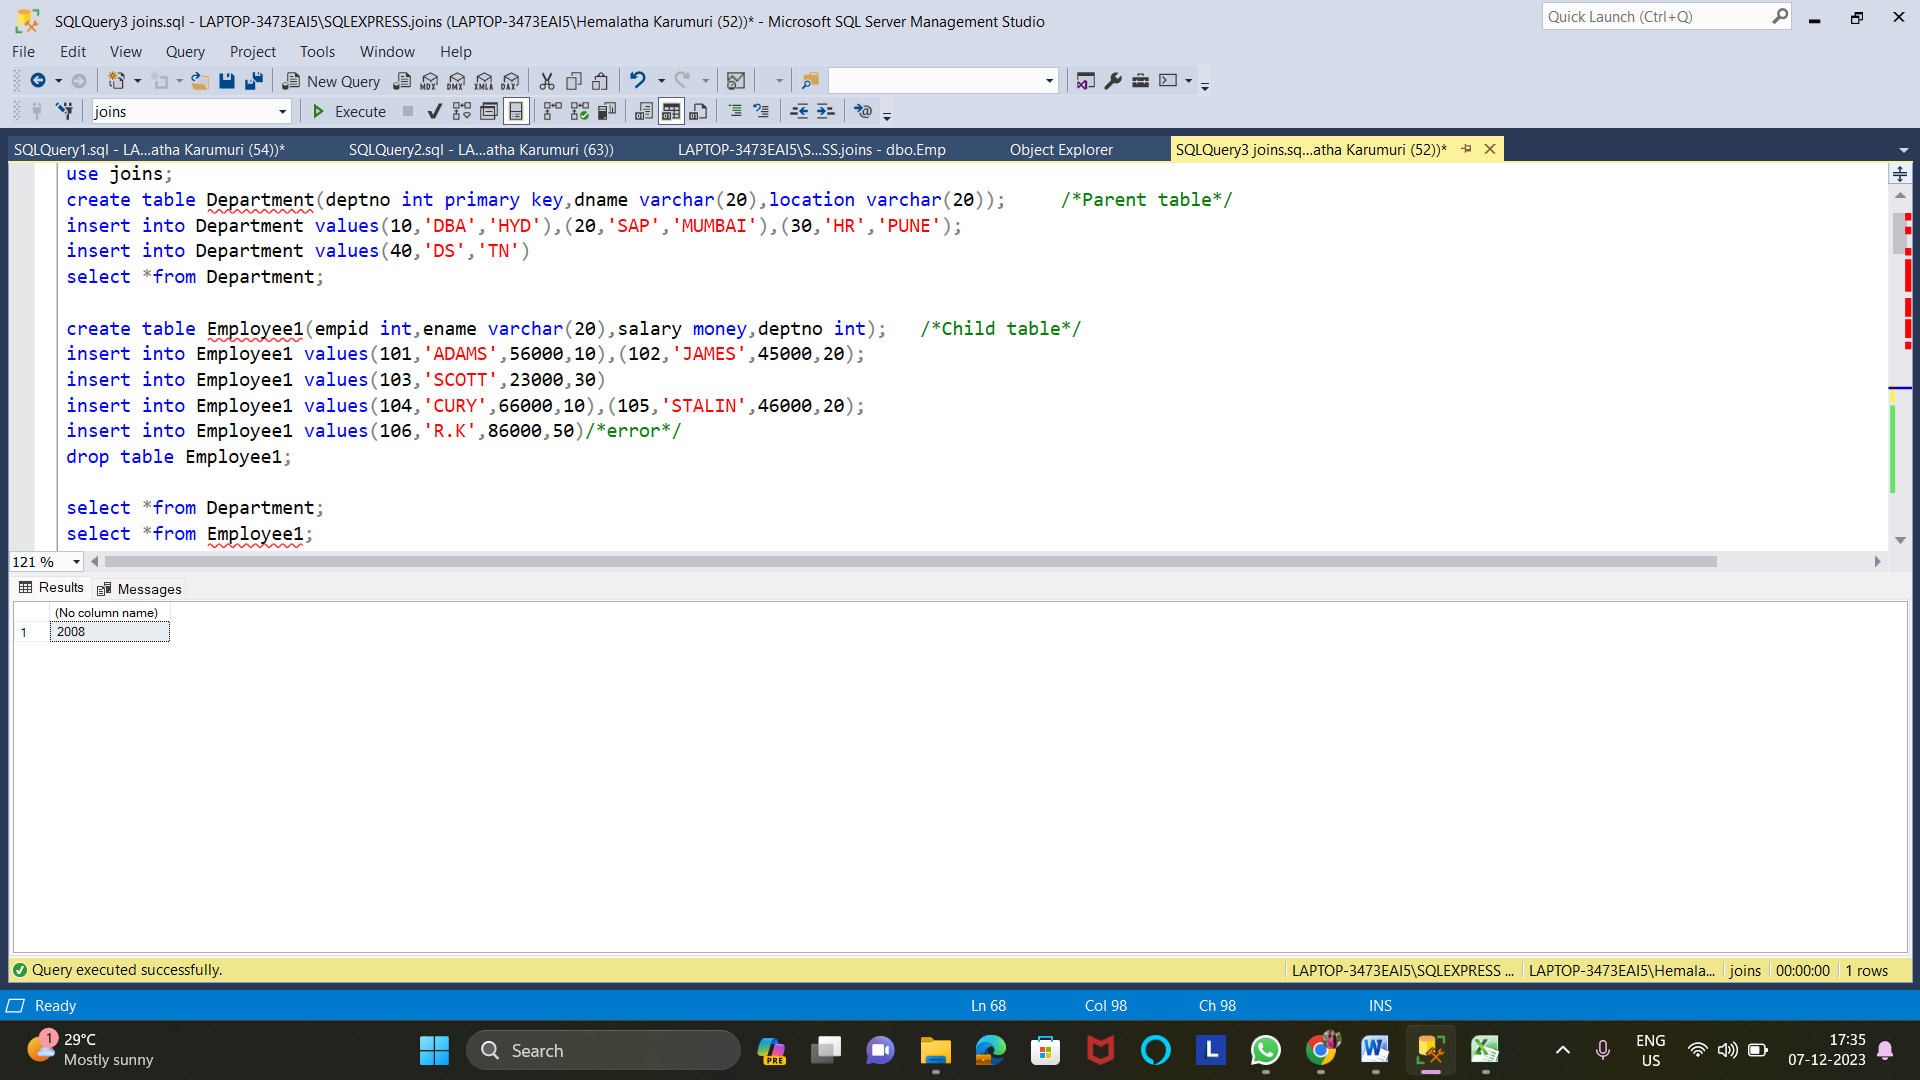 SQLQuery3 joins.sql - LAPTOP-3473EAI5\SQLEXPRESS.joins (LAPTOP-3473EAI5\Hemalatha Karumuri (52))* - Microsoft SQL Server Management Studio
Quick Launch (Ctrl+Q)
File Edit View Query Project Tools Window Help
New Query MDX DMX XMLA DAX
joins Execute
SQLQuery1.sql - LA...atha Karumuri (54))* SQLQuery2.sql - LA...atha Karumuri (63)) LAPTOP-3473EAI5\S...SS.joins - dbo.Emp Object Explorer SQLQuery3 joins.sq...atha Karumuri (52))*
use joins;
create table Department(deptno int primary key,dname varchar(20),location varchar(20)); /*Parent table*/
insert into Department values(10,'DBA','HYD'),(20,'SAP','MUMBAI'),(30,'HR','PUNE');
insert into Department values(40,'DS','TN')
select *from Department;
create table Employee1(empid int,ename varchar(20),salary money,deptno int); /*Child table*/
insert into Employee1 values(101,'ADAMS',56000,10),(102,'JAMES',45000,20);
insert into Employee1 values(103,'SCOTT',23000,30)
insert into Employee1 values(104,'CURY',66000,10),(105,'STALIN',46000,20);
insert into Employee1 values(106,'R.K',86000,50)/*error*/
drop table Employee1;
select *from Department;
select *from Employee1;
121 %
Results Messages
(No column name)
1 2008
Query executed successfully. LAPTOP-3473EAI5\SQLEXPRESS ... LAPTOP-3473EAI5\Hemala... joins 00:00:00 1 rows
Ready Ln 68 Col 98 Ch 98 INS
1 29°C
Mostly sunny
Search
PRE
L
ENG
US
17:35
07-12-2023